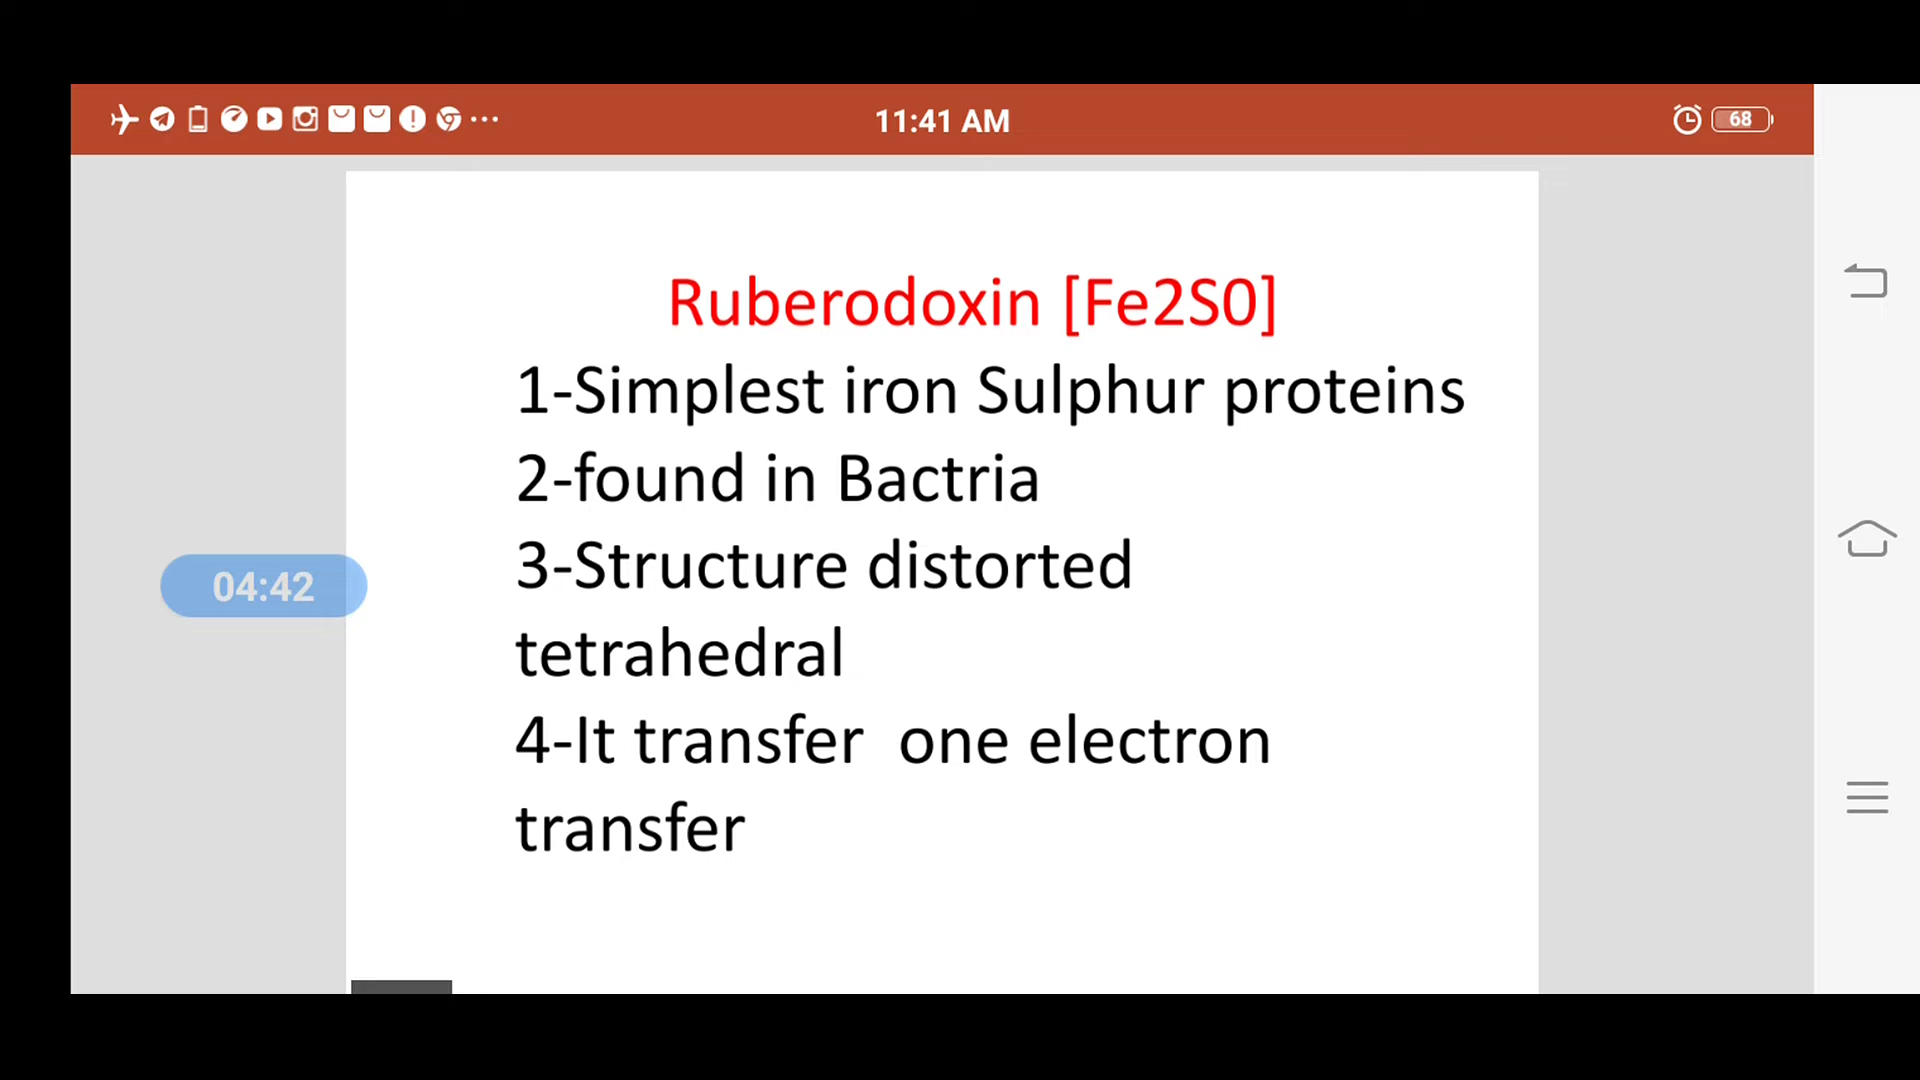 11:41 AM
68
Ruberodoxin [Fe2S0]
1-Simplest iron Sulphur proteins
2-found in Bactria
3-Structure distorted
tetrahedral
04:42
4-It transfer  one electron
transfer